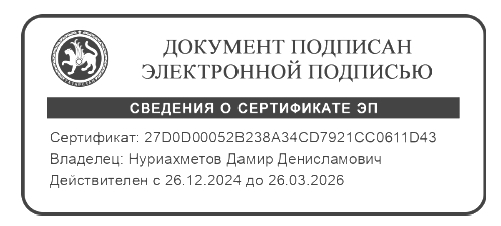 ДОКУМЕНТ ПОДПИСАН
ЭЛЕКТРОННОЙ ПОДПИСЬЮ
СВЕДЕНИЯ О СЕРТИФИКАТЕ ЭП
Сертификат: 27D0D00052B238A34CD7921CC0611D43
Владелец: Нуриахметов Дамир Денисламович
Действителен с 26.12.2024 до 26.03.2026